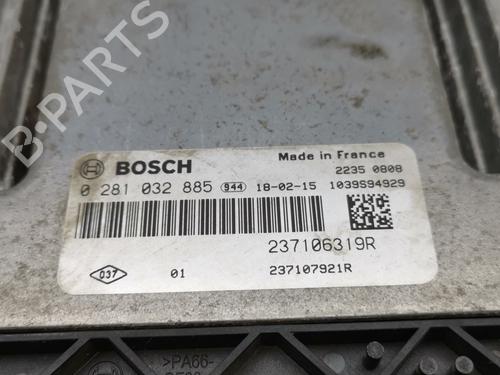 B-PARTS
BOSCH
Made in France
2235 0808
0 281 032 885 944 18-02-15 1039S94929
237106319R
037 01 237107921R
>PA66-